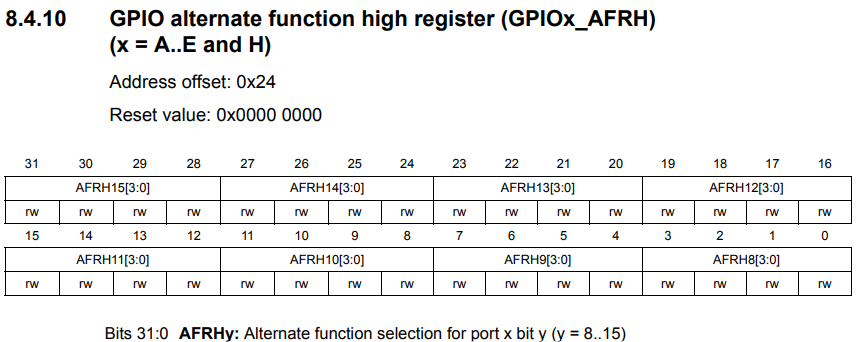 8.4.10 GPIO alternate function high register (GPIOx_AFRH)
(x = A..E and H)
Address offset: 0x24
Reset value: 0x0000 0000
31 30 29 28 27 26 25 24 23 22 21 20 19 18 17 16
AFRH15[3:0] AFRH14[3:0] AFRH13[3:0] AFRH12[3:0]
rw rw rw rw rw rw rw rw rw rw rw rw rw rw rw rw
15 14 13 12 11 10 9 8 7 6 5 4 3 2 1 0
AFRH11[3:0] AFRH10[3:0] AFRH9[3:0] AFRH8[3:0]
rw rw rw rw rw rw rw rw rw rw rw rw rw rw rw rw
Bits 31:0 AFRHy: Alternate function selection for port x bit y (y = 8..15)